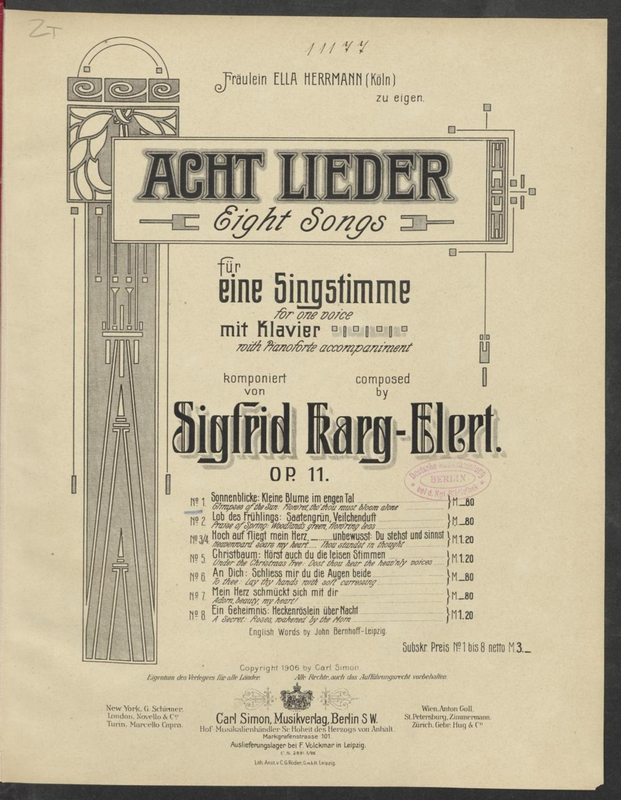 11177
Fräulein ELLA HERRMANN (Köln)
zu eigen.
ACHT LIEDER
Eight Songs
für
eine Singstimme
for one voice
mit Klavier
with Pianoforte accompaniment
komponiert composed
von by
Sigfrid Karg-Elert.
OP. 11.
Nº 1. Sonnenblicke: Kleine Blume im engen Tal M _.80
Glimpses of the Sun:
thou must bloom alone
Nº 2. Lob des Frühlings: Saatengrün, Veilchenduft M _.80
Praise of Spring: Woodlands green,
Nº 3/4 Hoch auf fliegt mein Herz _ ... unbewusst: Du stehst und sinnst M 1.20
Heavenward soars my heart... Thou standst in thought
Nº 5. Christbaum: Hörst auch du die leisen Stimmen M 1.20
Under the Christmas Tree: Dost thou hear the heav'nly voices
Nº 6. An Dich: Schliess mir du die Augen beide M _.80
To thee: Lay thy hands with soft carressing
Nº 7. Mein Herz schmückt sich mit dir M _.80
Adorn, beauty, my heart!
Nº 8. Ein Geheimnis: Heckenröslein über Nacht M 1.20
A Secret: Roses, wakened by the Morn
English Words by John Bernhoff-Leipzig.
Subskr. Preis Nº 1 bis 8 netto M 3._
Copyright 1906 by Carl Simon.
Eigentum des Verlegers für alle Länder. Alle Rechte, auch das Aufführungsrecht vorbehalten.
New York, G. Schirmer.
London, Novello & Cº
Turin, Marcello Capra.
Carl Simon, Musikverlag, Berlin S.W.
Hof-Musikalienhändler Sr. Hoheit des Herzogs von Anhalt.
Markgrafenstrasse 101.
Auslieferungslager bei F. Volckmar in Leipzig.
Wien, Anton Goll.
St. Petersburg, Zimmermann.
Zürich, Gebr. Hug & Cº
Lith. Anst. v. C. G. Röder, G.m.b.H. Leipzig.
BERLIN